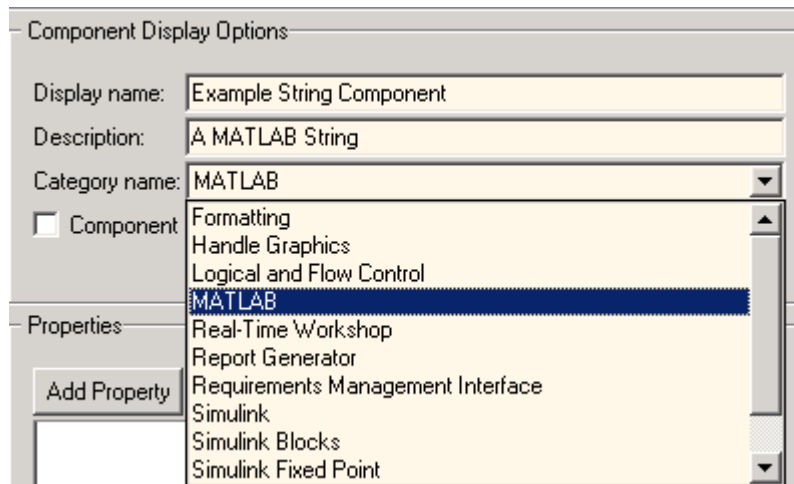 Component Display Options
Display name: Example String Component
Description: A MATLAB String
Category name: MATLAB
Component
Formatting
Handle Graphics
Logical and Flow Control
MATLAB
Properties
Real-Time Workshop
Report Generator
Add Property
Requirements Management Interface
Simulink
Simulink Blocks
Simulink Fixed Point